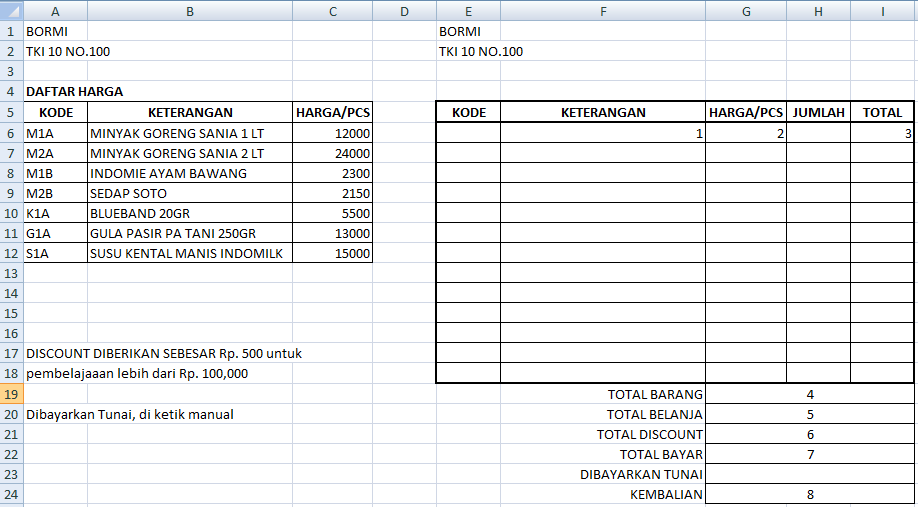 A B C D E F G H I
1 BORMI BORMI
2 TKI 10 NO.100 TKI 10 NO.100
3
4 DAFTAR HARGA
5 KODE KETERANGAN HARGA/PCS KODE KETERANGAN HARGA/PCS JUMLAH TOTAL
6 M1A MINYAK GORENG SANIA 1 LT 12000 1 2 3
7 M2A MINYAK GORENG SANIA 2 LT 24000
8 M1B INDOMIE AYAM BAWANG 2300
9 M2B SEDAP SOTO 2150
10 K1A BLUEBAND 20GR 5500
11 G1A GULA PASIR PA TANI 250GR 13000
12 S1A SUSU KENTAL MANIS INDOMILK 15000
13
14
15
16
17 DISCOUNT DIBERIKAN SEBESAR Rp. 500 untuk
18 pembelajaaan lebih dari Rp. 100,000
19 TOTAL BARANG 4
20 Dibayarkan Tunai, di ketik manual TOTAL BELANJA 5
21 TOTAL DISCOUNT 6
22 TOTAL BAYAR 7
23 DIBAYARKAN TUNAI
24 KEMBALIAN 8